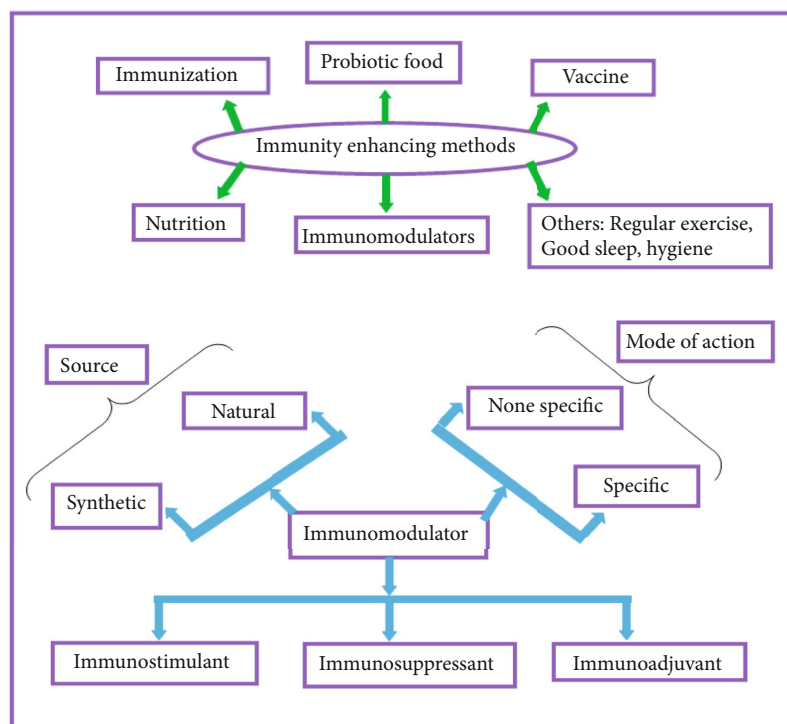 Probiotic food
Immunization
Vaccine
Immunity enhancing methods
Nutrition
Immunomodulators
Others: Regular exercise,
Good sleep, hygiene
Source
Mode of action
Natural
None specific
Synthetic
Specific
Immunomodulator
Immunostimulant
Immunosuppressant
Immunoadjuvant